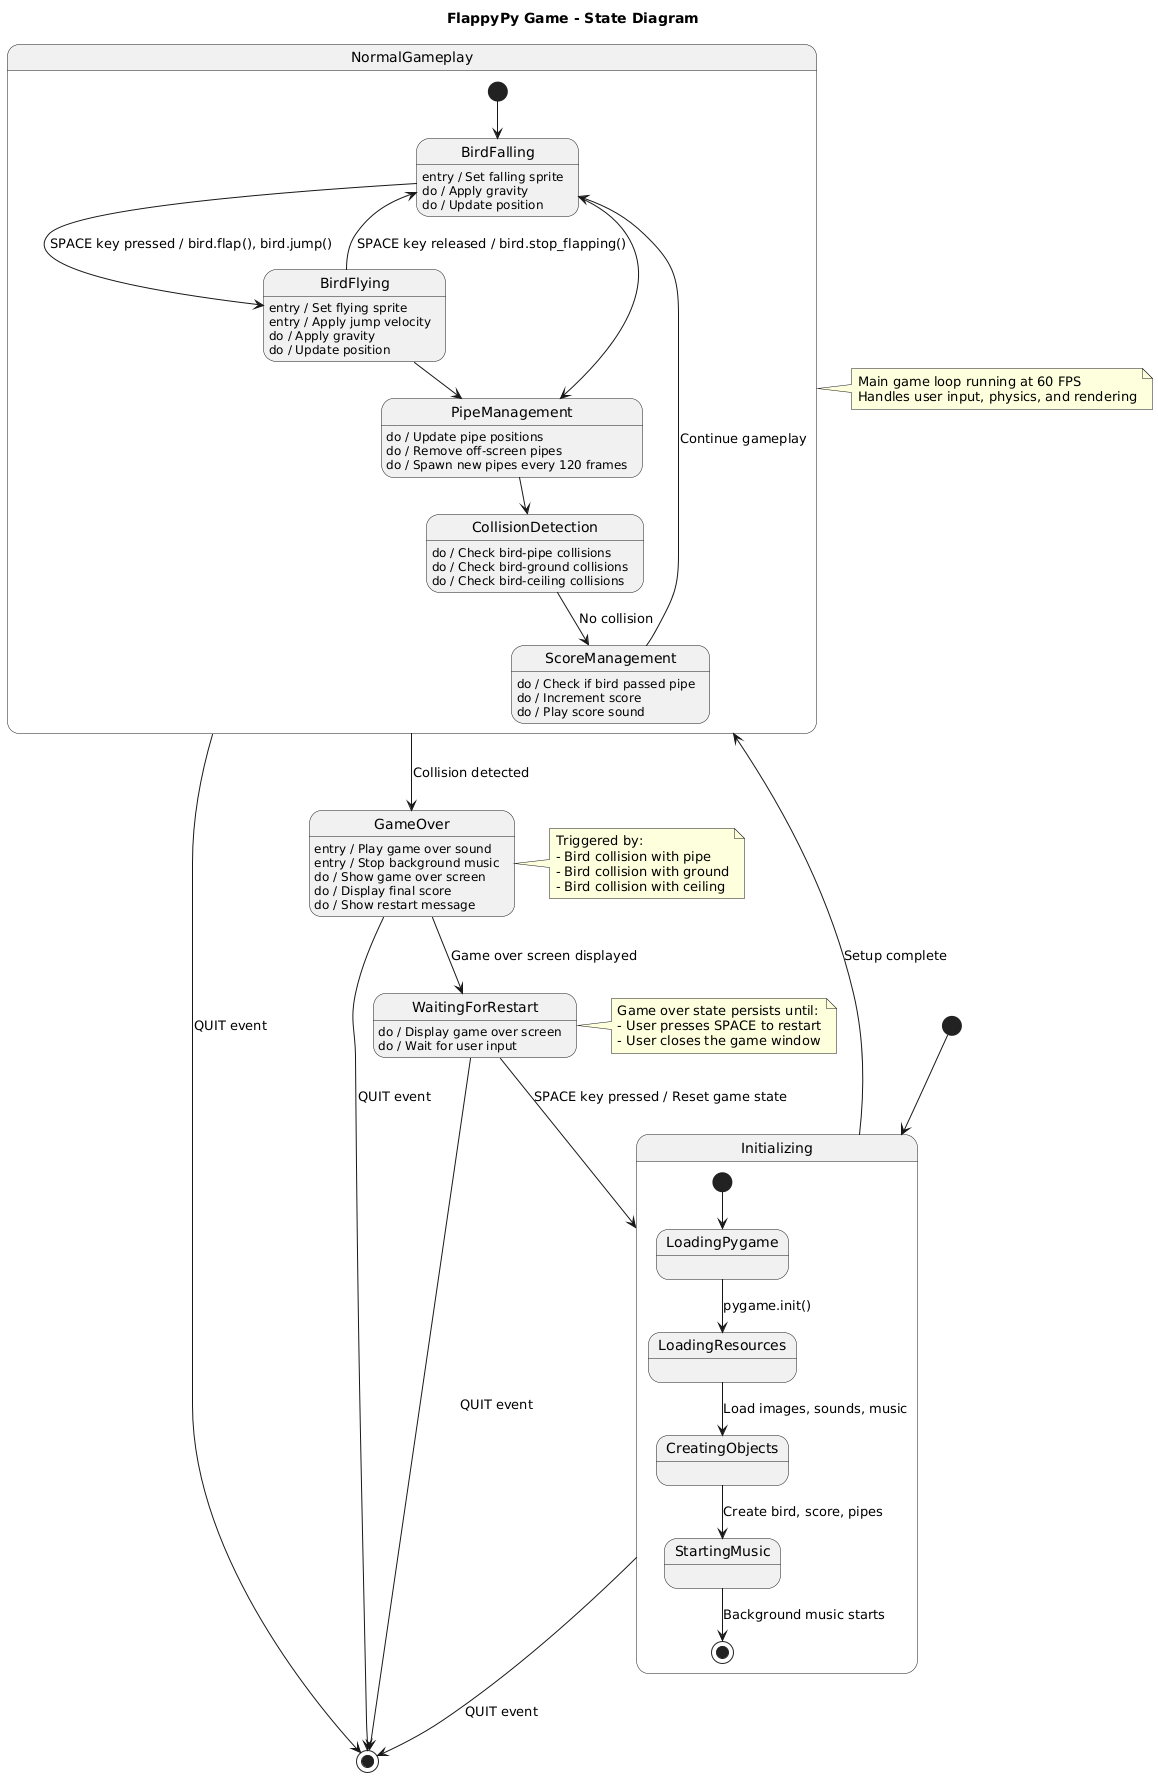 FlappyPy Game - State Diagram
NormalGameplay
BirdFalling
entry / Set falling sprite
do / Apply gravity
do / Update position
SPACE key pressed / bird.flap(), bird.jump()
SPACE key released / bird.stop_flapping()
BirdFlying
entry / Set flying sprite
entry / Apply jump velocity
do / Apply gravity
do / Update position
Main game loop running at 60 FPS
Handles user input, physics, and rendering
PipeManagement
do / Update pipe positions
do / Remove off-screen pipes
do / Spawn new pipes every 120 frames
Continue gameplay
CollisionDetection
do / Check bird-pipe collisions
do / Check bird-ground collisions
do / Check bird-ceiling collisions
No collision
ScoreManagement
do / Check if bird passed pipe
do / Increment score
do / Play score sound
Collision detected
GameOver
entry / Play game over sound
entry / Stop background music
do / Show game over screen
do / Display final score
do / Show restart message
Triggered by:
- Bird collision with pipe
- Bird collision with ground
- Bird collision with ceiling
Game over screen displayed
Setup complete
WaitingForRestart
do / Display game over screen
do / Wait for user input
Game over state persists until:
- User presses SPACE to restart
- User closes the game window
QUIT event
QUIT event
SPACE key pressed / Reset game state
Initializing
LoadingPygame
pygame.init()
LoadingResources
QUIT event
Load images, sounds, music
CreatingObjects
Create bird, score, pipes
StartingMusic
Background music starts
QUIT event